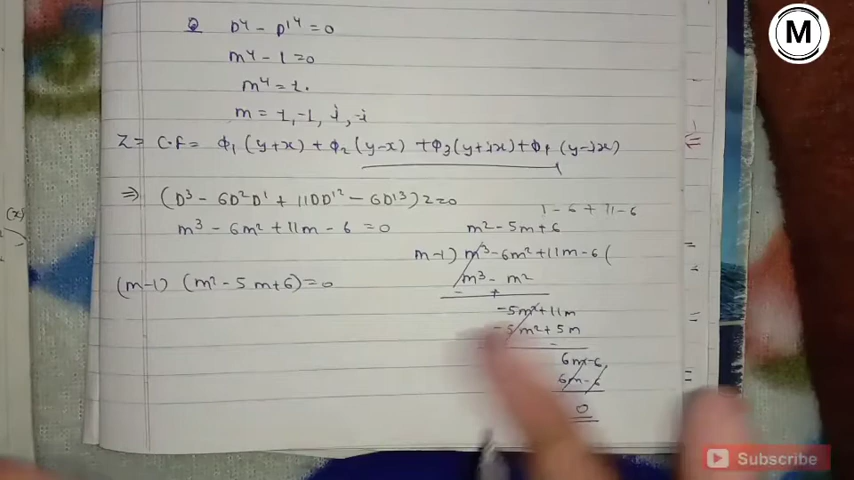 Q D⁴ - D'⁴ = 0
m⁴ - 1 = 0
m⁴ = 1.
m = 1, -1, i, -i
Z = C.F = Φ₁(y+x) + Φ₂(y-x) + Φ₃(y+ix) + Φ₄(y-ix)
⇒ (D³ - 6D²D' + 11DD'² - 6D'³) Z = 0
1 - 6 + 11 - 6
m³ - 6m² + 11m - 6 = 0
m² - 5m + 6
m-1) m³ - 6m² + 11m - 6 (
m³ - m²
- +
(m-1) (m² - 5m + 6) = 0
-5m² + 11m
-5m² + 5m
-
6m - 6
6m - 6
0
(x)
M
Subscribe